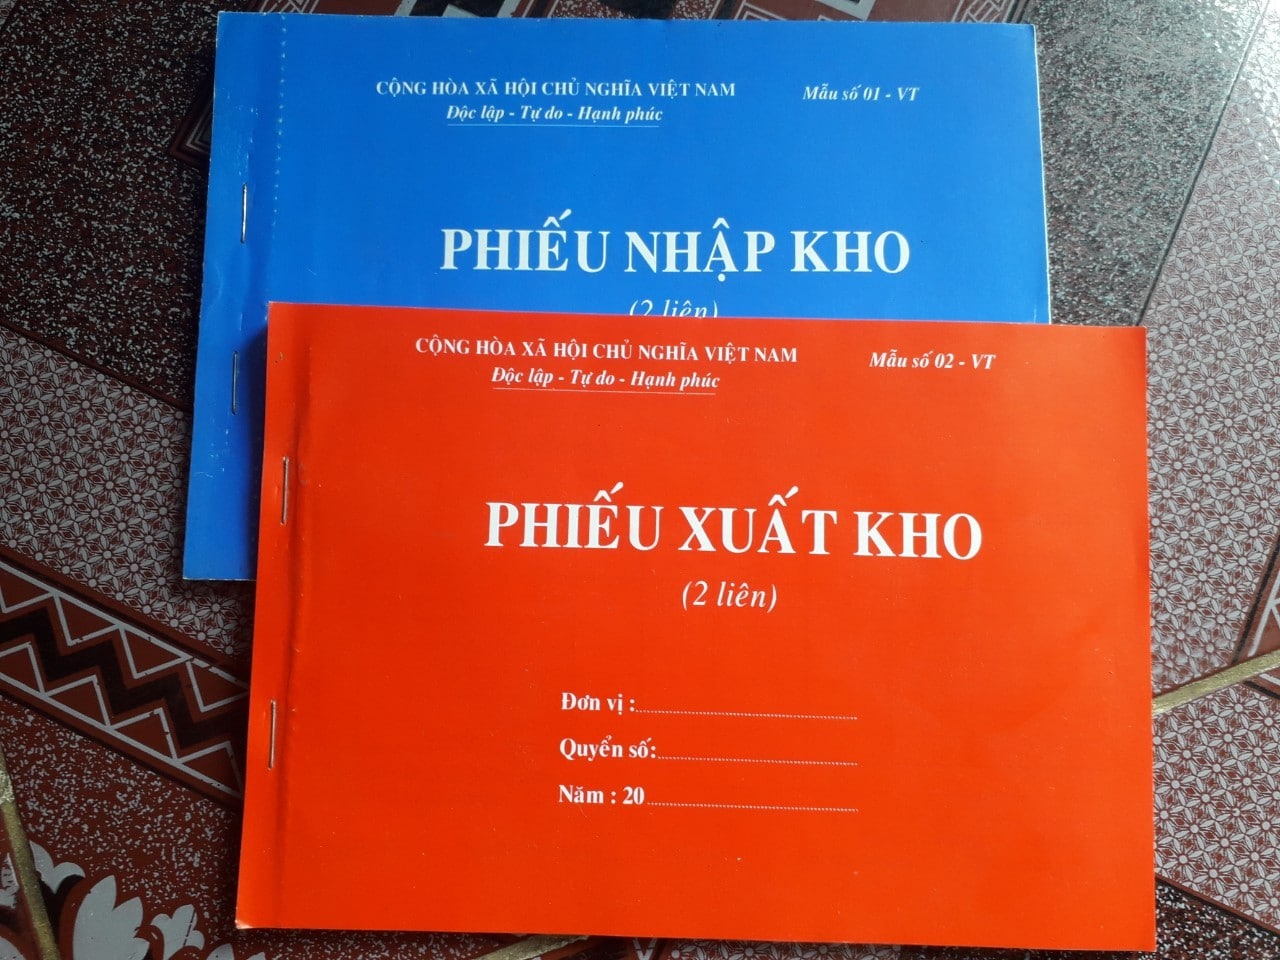 CỘNG HÒA XÃ HỘI CHỦ NGHĨA VIỆT NAM
Độc lập - Tự do - Hạnh phúc
Mẫu số 01 - VT
PHIẾU NHẬP KHO
(2 liên)
CỘNG HÒA XÃ HỘI CHỦ NGHĨA VIỆT NAM
Độc lập - Tự do - Hạnh phúc
Mẫu số 02 - VT
PHIẾU XUẤT KHO
(2 liên)
Đơn vị :
Quyển số:
Năm : 20